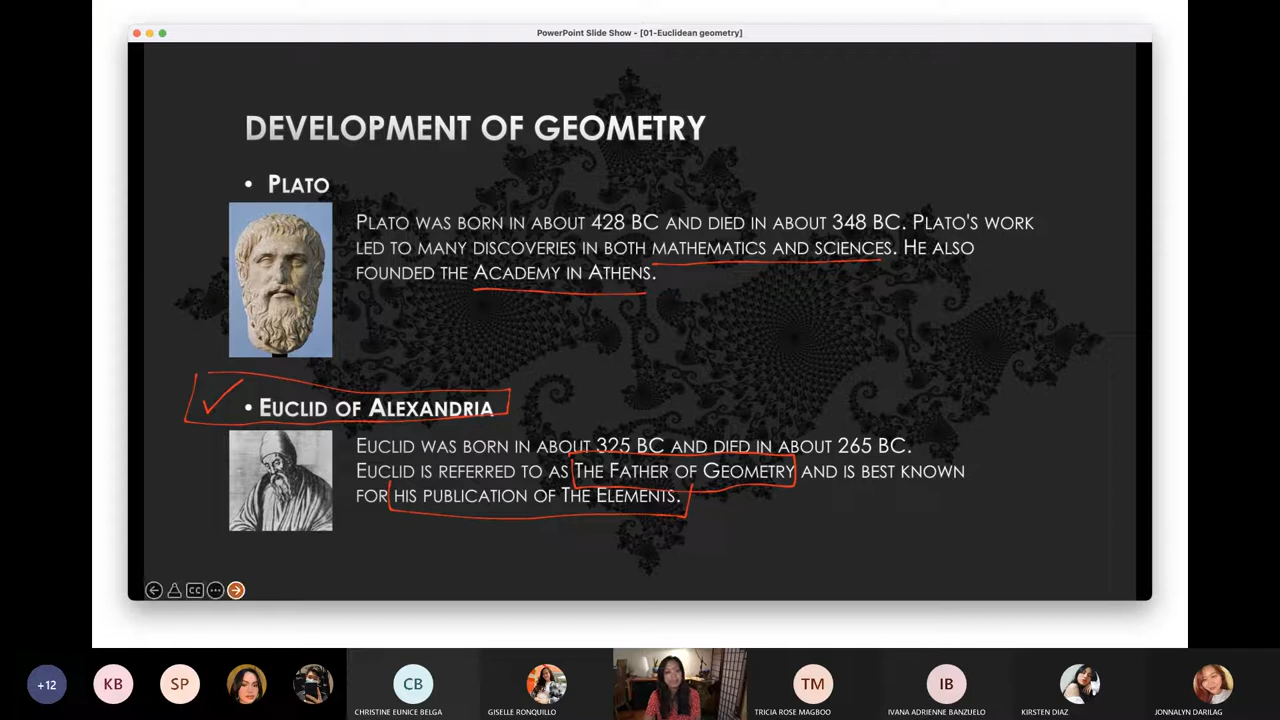 PowerPoint Slide Show - [01-Euclidean geometry]
DEVELOPMENT OF GEOMETRY
• PLATO
PLATO WAS BORN IN ABOUT 428 BC AND DIED IN ABOUT 348 BC. PLATO'S WORK
LED TO MANY DISCOVERIES IN BOTH MATHEMATICS AND SCIENCES. HE ALSO
FOUNDED THE ACADEMY IN ATHENS.
• EUCLID OF ALEXANDRIA
EUCLID WAS BORN IN ABOUT 325 BC AND DIED IN ABOUT 265 BC.
EUCLID IS REFERRED TO AS THE FATHER OF GEOMETRY AND IS BEST KNOWN
FOR HIS PUBLICATION OF THE ELEMENTS.
CC
+12 KB SP CB TM IB
CHRISTINE EUNICE BELGA GISELLE RONQUILLO TRICIA ROSE MAGBOO IVANA ADRIENNE BANZUELO KIRSTEN DIAZ JONNALYN DARILAG